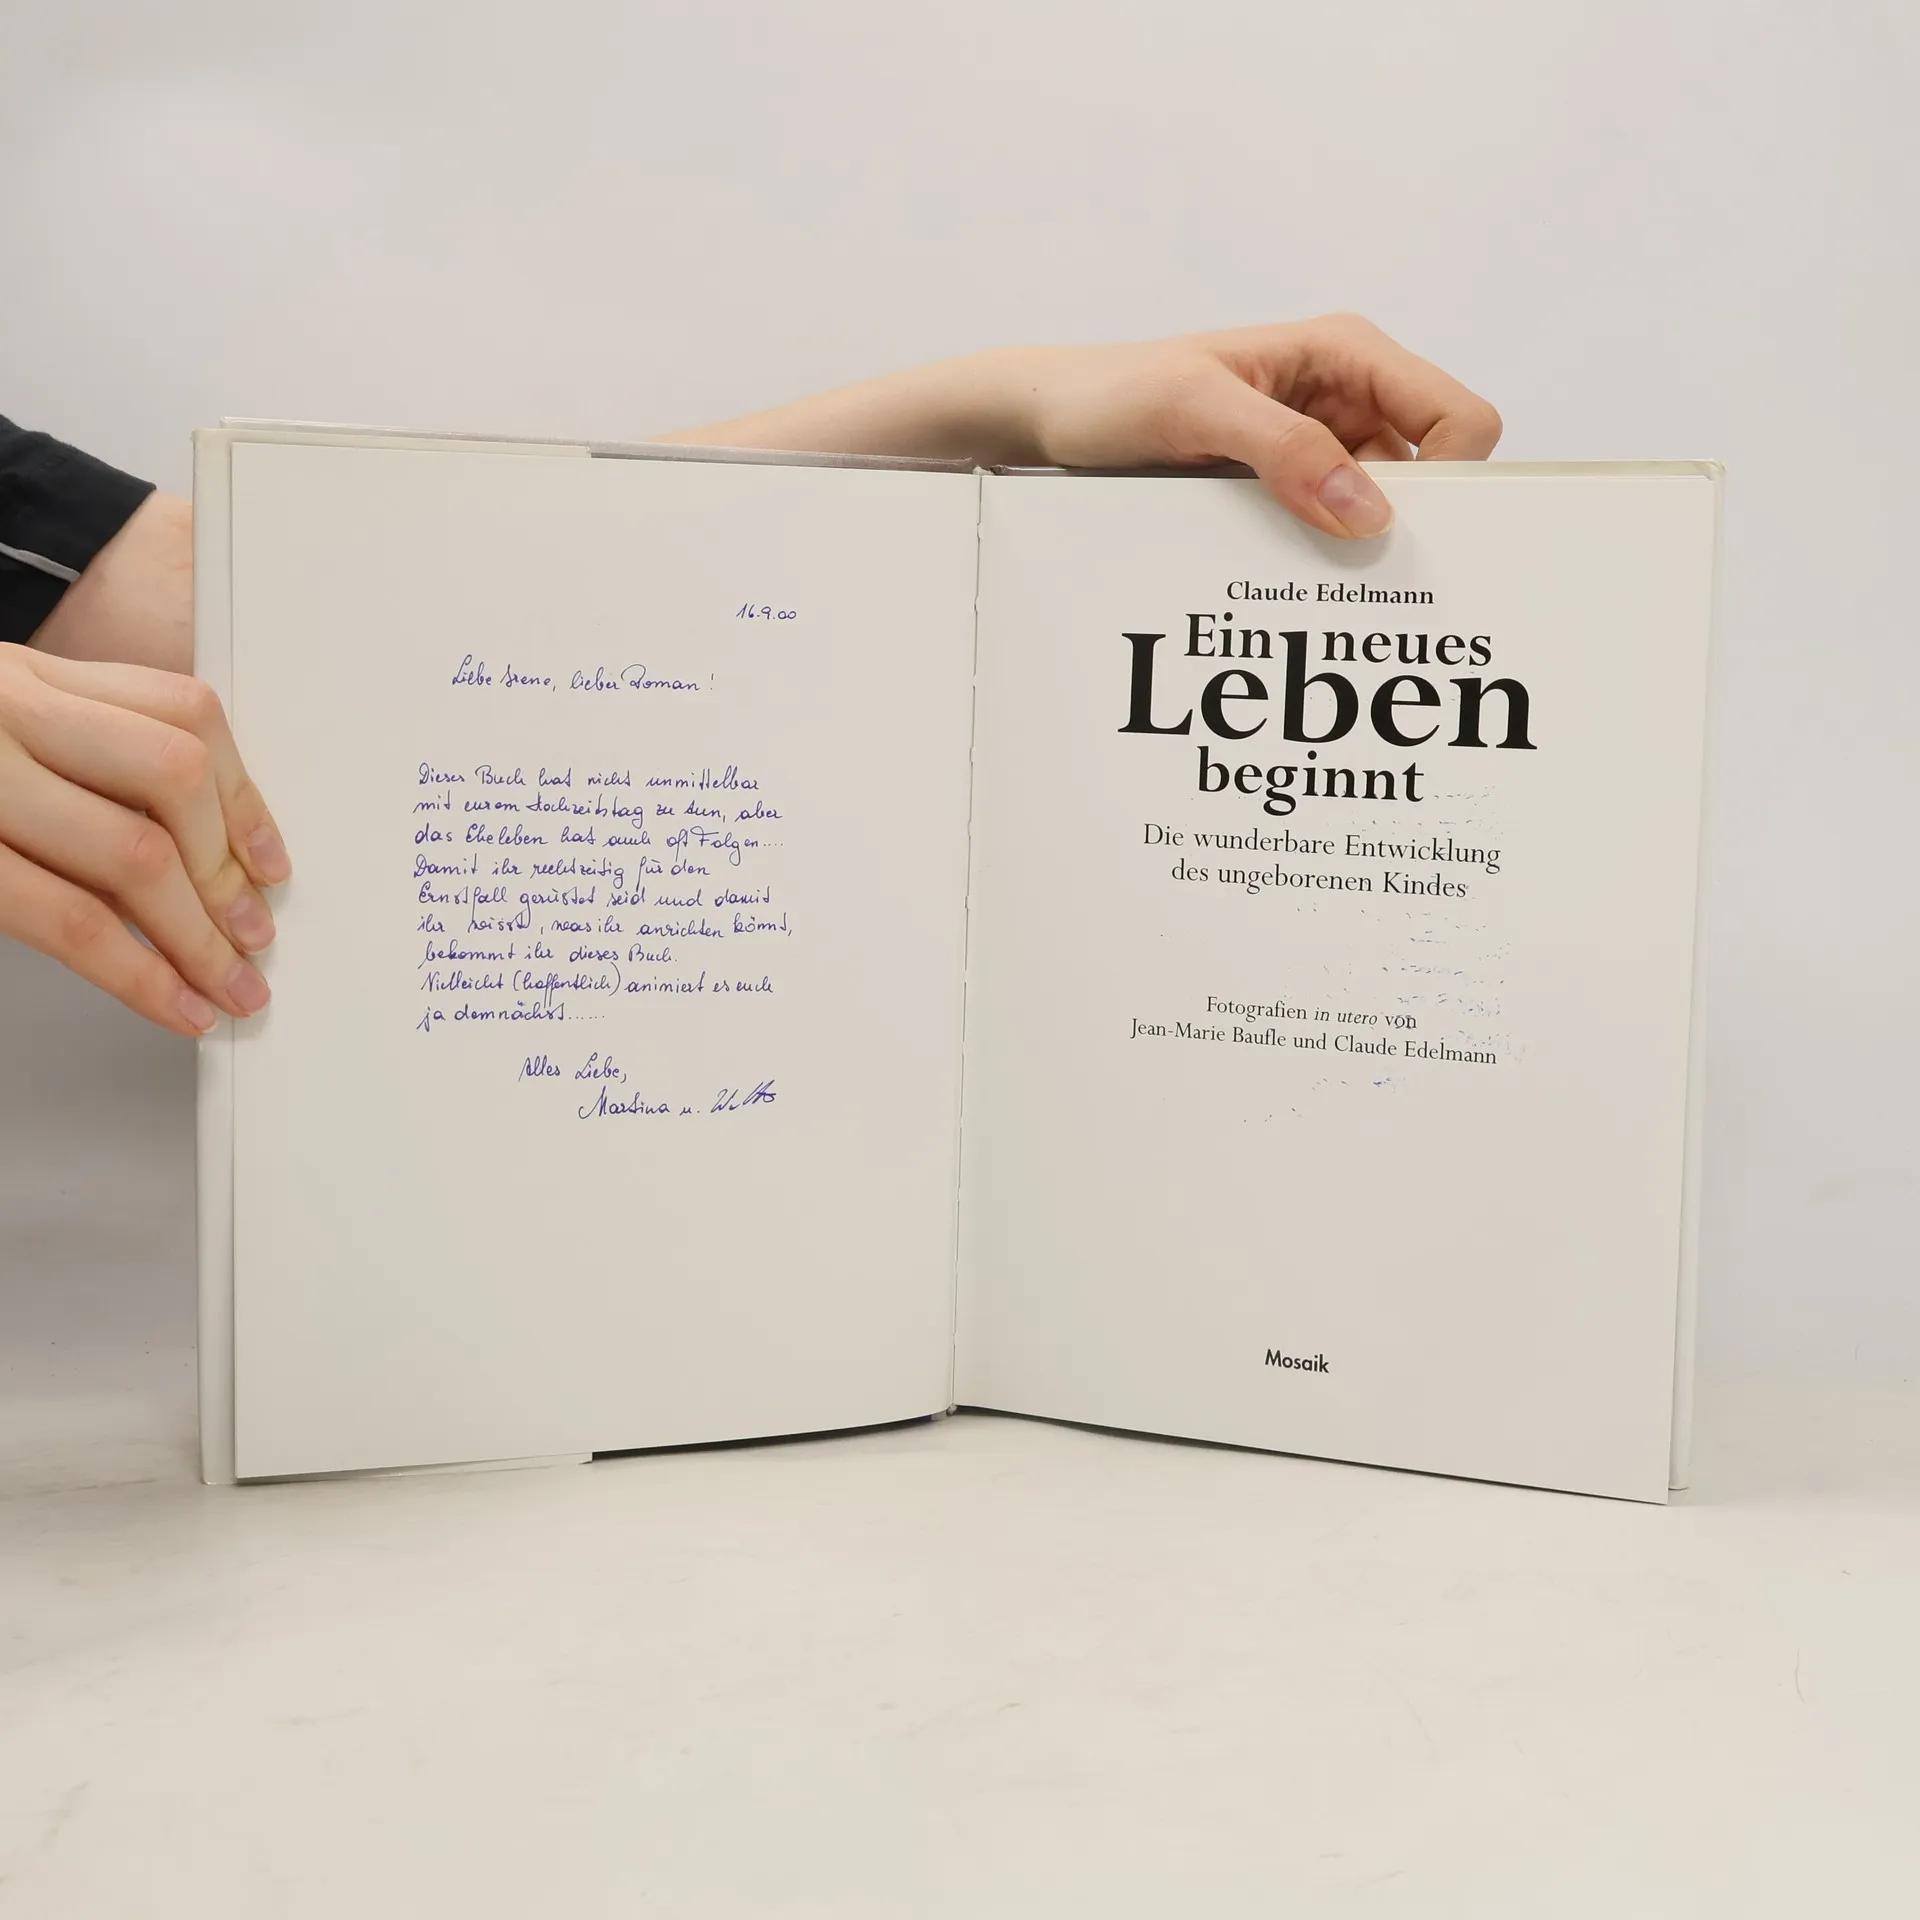 16.9.00
Liebe Irene, lieber Roman!
Dieses Buch hat nicht unmittelbar
mit eurem Hochzeitstag zu tun, aber
das Eheleben hat auch oft Folgen....
Damit ihr rechtzeitig für den
Ernstfall gerüstet seid und damit
ihr wisst, was ihr anrichten könnt,
bekommt ihr dieses Buch.
Vielleicht (hoffentlich) animiert es euch
ja demnächst......
Alles Liebe,
Martina u.
Claude Edelmann
Ein neues
Leben
beginnt
Die wunderbare Entwicklung
des ungeborenen Kindes
Fotografien in utero von
Jean-Marie Baufle und Claude Edelmann
Mosaik